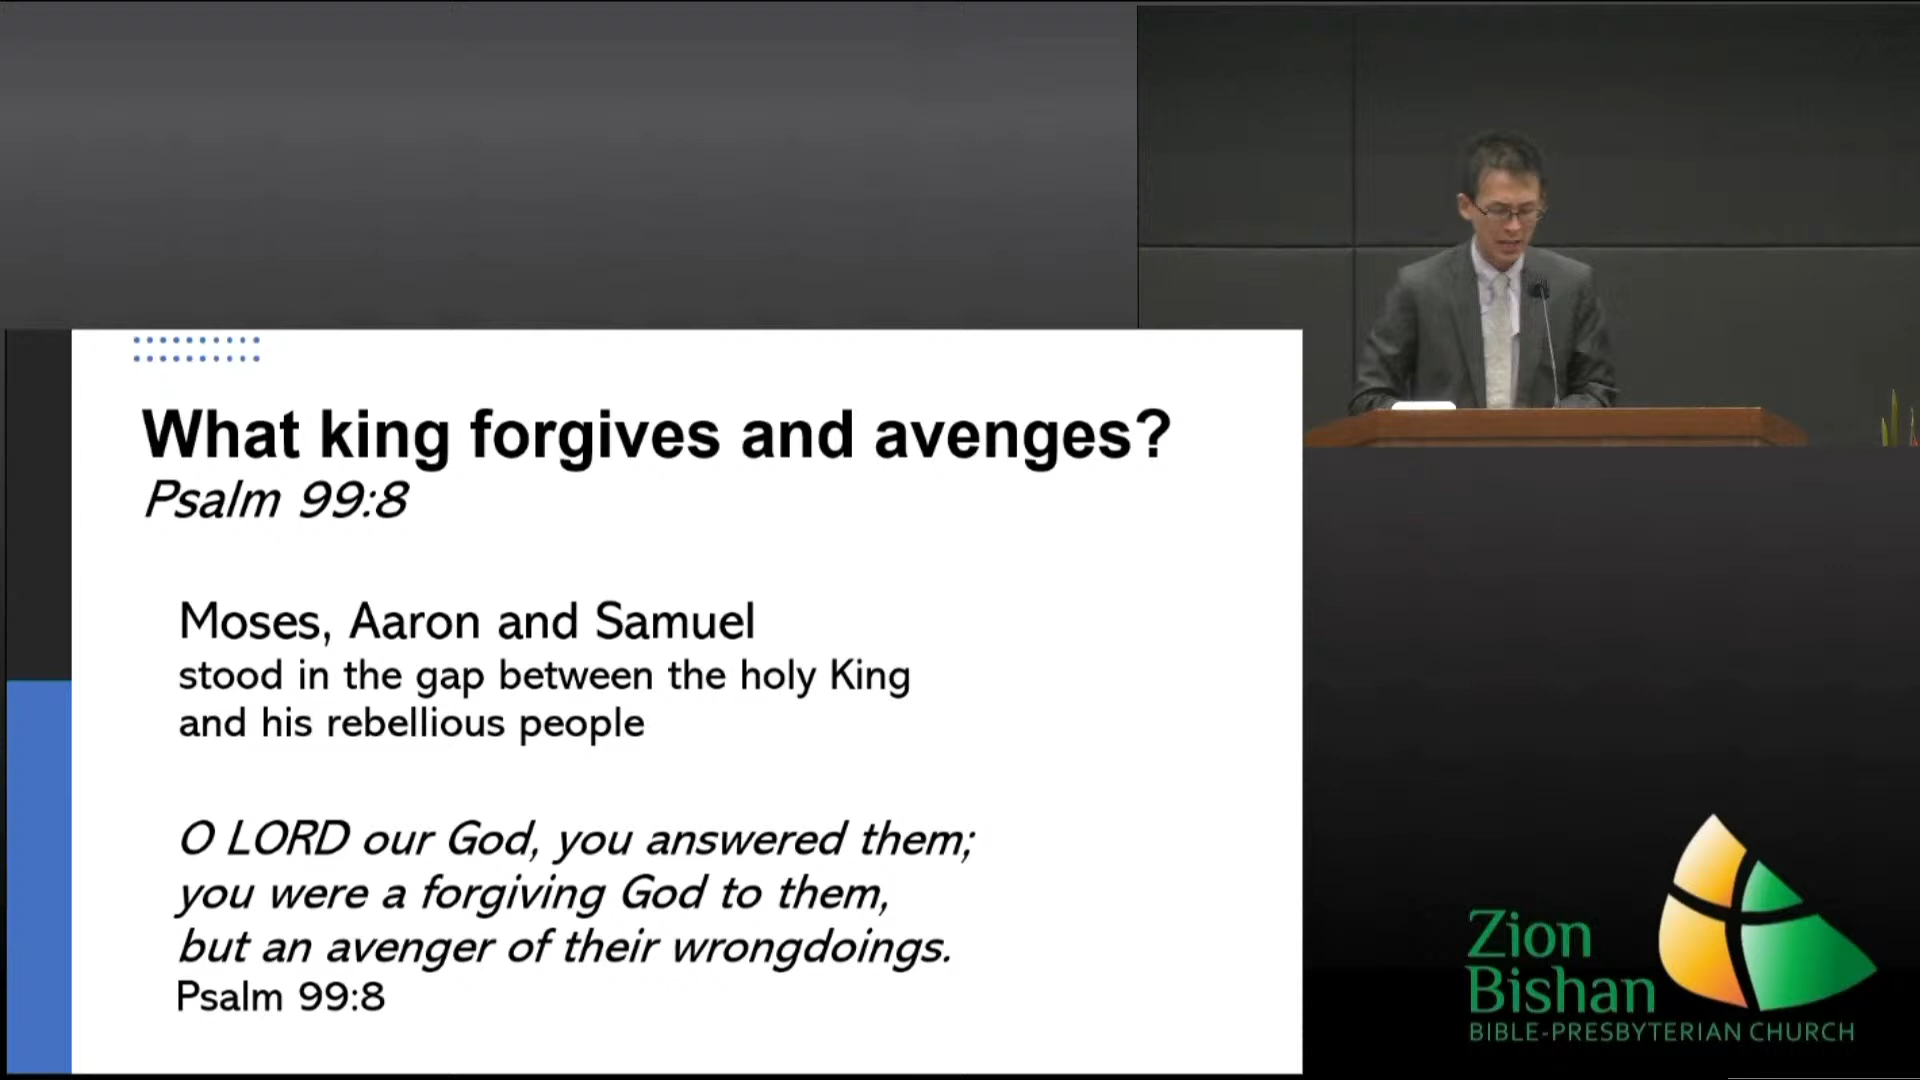 What king forgives and avenges?
Psalm 99:8
Moses, Aaron and Samuel
stood in the gap between the holy King
and his rebellious people
O LORD our God, you answered them;
you were a forgiving God to them,
but an avenger of their wrongdoings.
Psalm 99:8
Zion
Bishan
BIBLE-PRESBYTERIAN CHURCH